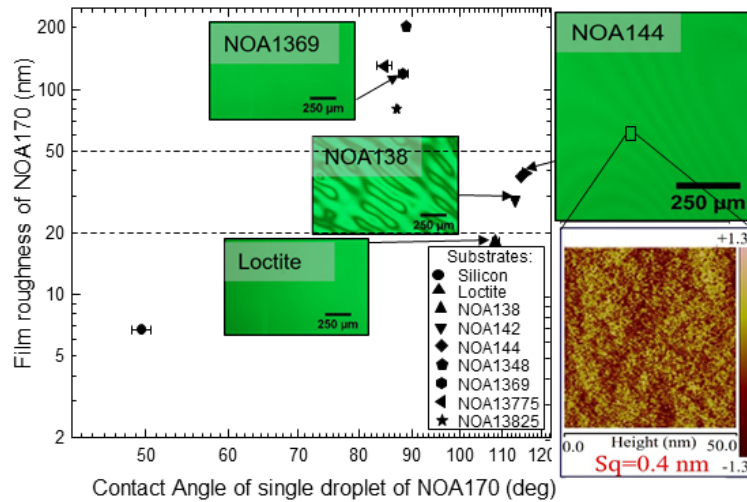 Film roughness of NOA170 (nm)
200
100
50
20
10
5
2
50
60
70
80
90
100
110
120
Contact Angle of single droplet of NOA170 (deg)
NOA1369
250 µm
NOA138
250 µm
Loctite
250 µm
Substrates:
Silicon
Loctite
NOA138
NOA142
NOA144
NOA1348
NOA1369
NOA13775
NOA13825
NOA144
250 µm
+1.3
0.0
Height (nm)
50.0
-1.3
Sq=0.4 nm